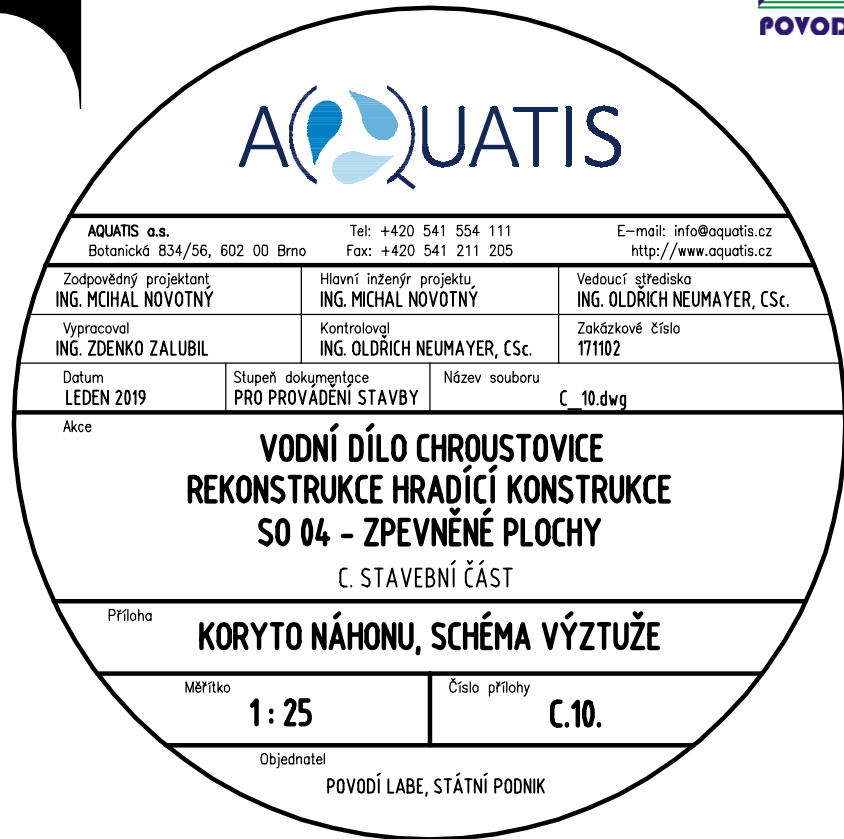 POVOD
AQUATIS
AQUATIS a.s. Tel: +420 541 554 111 E-mail: info@aquatis.cz
Botanická 834/56, 602 00 Brno Fax: +420 541 211 205 http://www.aquatis.cz
Zodpovědný projektant Hlavní inženýr projektu Vedoucí střediska
ING. MCIHAL NOVOTNÝ ING. MICHAL NOVOTNÝ ING. OLDŘICH NEUMAYER, CSc.
Vypracoval Kontroloval Zakázkové číslo
ING. ZDENKO ZALUBIL ING. OLDŘICH NEUMAYER, CSc. 171102
Datum Stupeň dokumentace Název souboru
LEDEN 2019 PRO PROVÁDĚNÍ STAVBY C_10.dwg
Akce
VODNÍ DÍLO CHROUSTOVICE
REKONSTRUKCE HRADÍCÍ KONSTRUKCE
SO 04 - ZPEVNĚNÉ PLOCHY
C. STAVEBNÍ ČÁST
Příloha
KORYTO NÁHONU, SCHÉMA VÝZTUŽE
Měřítko Číslo přílohy
1 : 25 C.10.
Objednatel
POVODÍ LABE, STÁTNÍ PODNIK